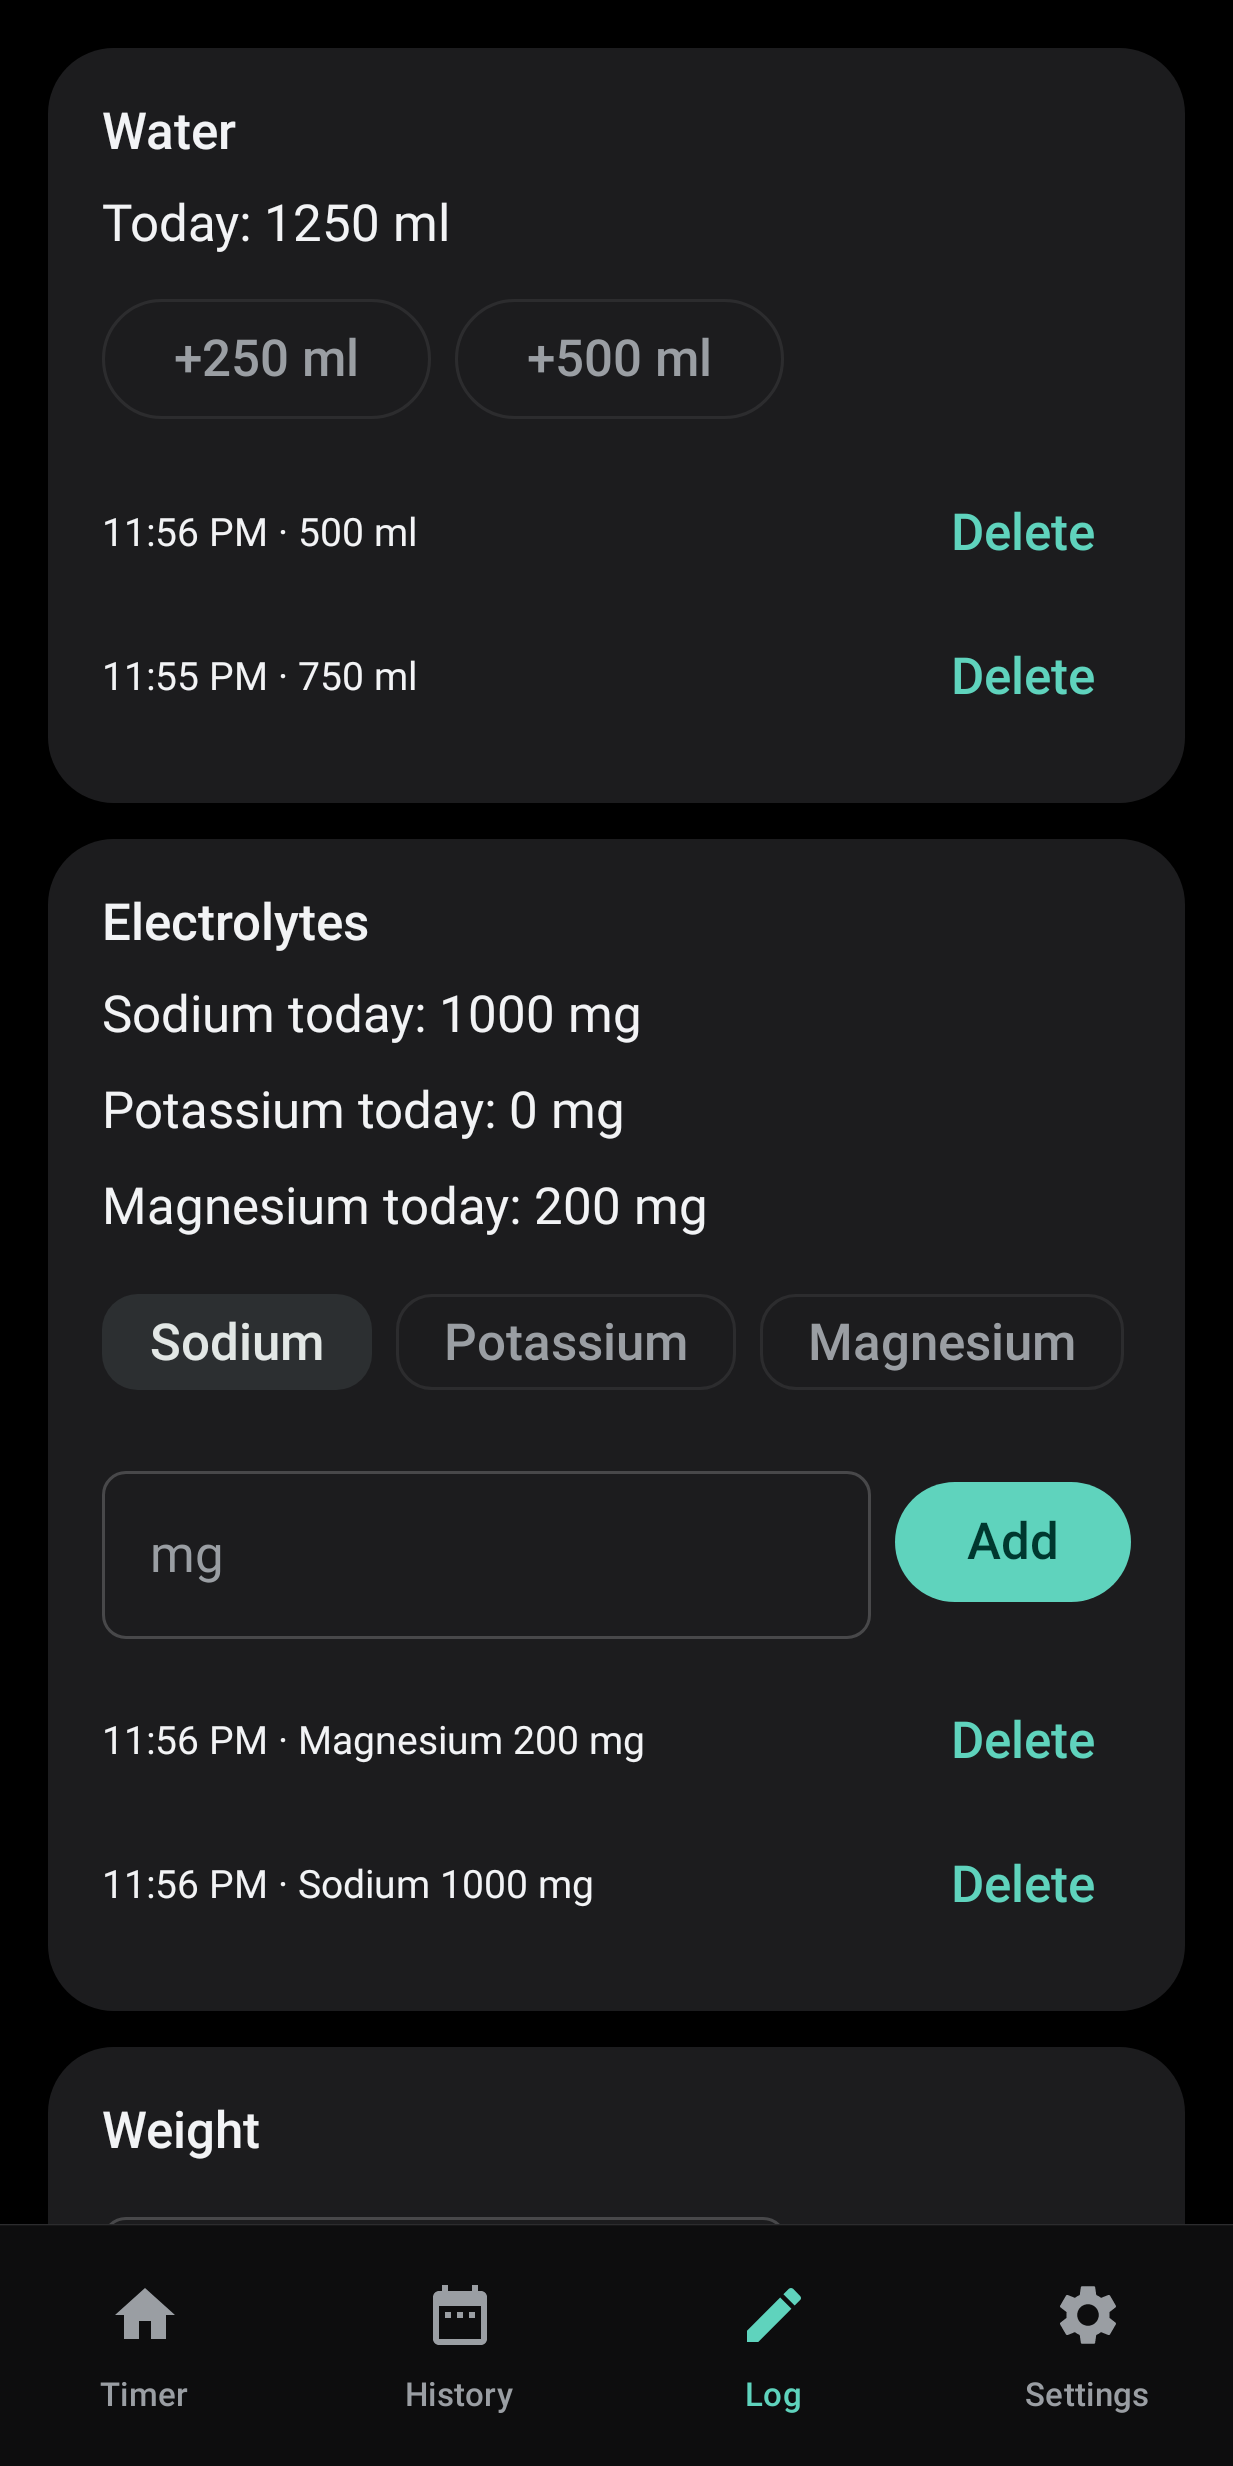 Water
Today: 1250 ml
+250 ml +500 ml
11:56 PM · 500 ml Delete
11:55 PM · 750 ml Delete
Electrolytes
Sodium today: 1000 mg
Potassium today: 0 mg
Magnesium today: 200 mg
Sodium Potassium Magnesium
mg Add
11:56 PM · Magnesium 200 mg Delete
11:56 PM · Sodium 1000 mg Delete
Weight
Timer History Log Settings